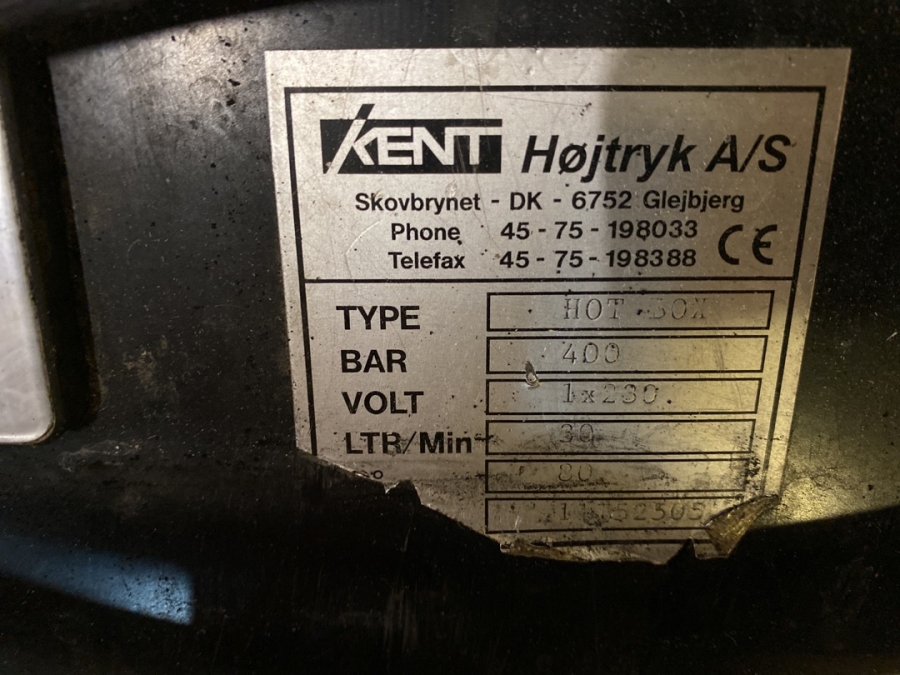 KENT Højtryk A/S
Skovbrynet - DK - 6752 Glejbjerg
Phone 45 - 75 - 198033
Telefax 45 - 75 - 198388
CE
TYPE HOT BOX
BAR 400
VOLT 1x230.
LTR/Min 30
80